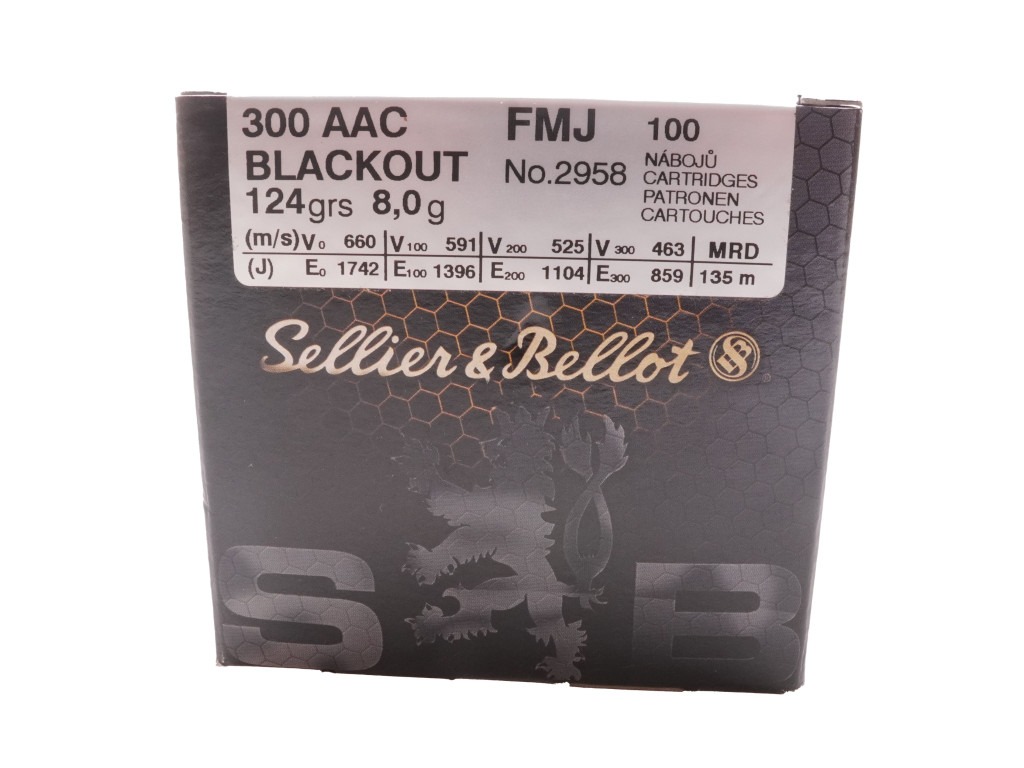 300 AAC FMJ 100
BLACKOUT No.2958 NÁBOJŮ
CARTRIDGES
PATRONEN
124grs 8,0g CARTOUCHES
(m/s) V0 660 V100 591 V200 525 V300 463 MRD
(J) E0 1742 E100 1396 E200 1104 E300 859 135 m
Sellier & Bellot SB ®
S B